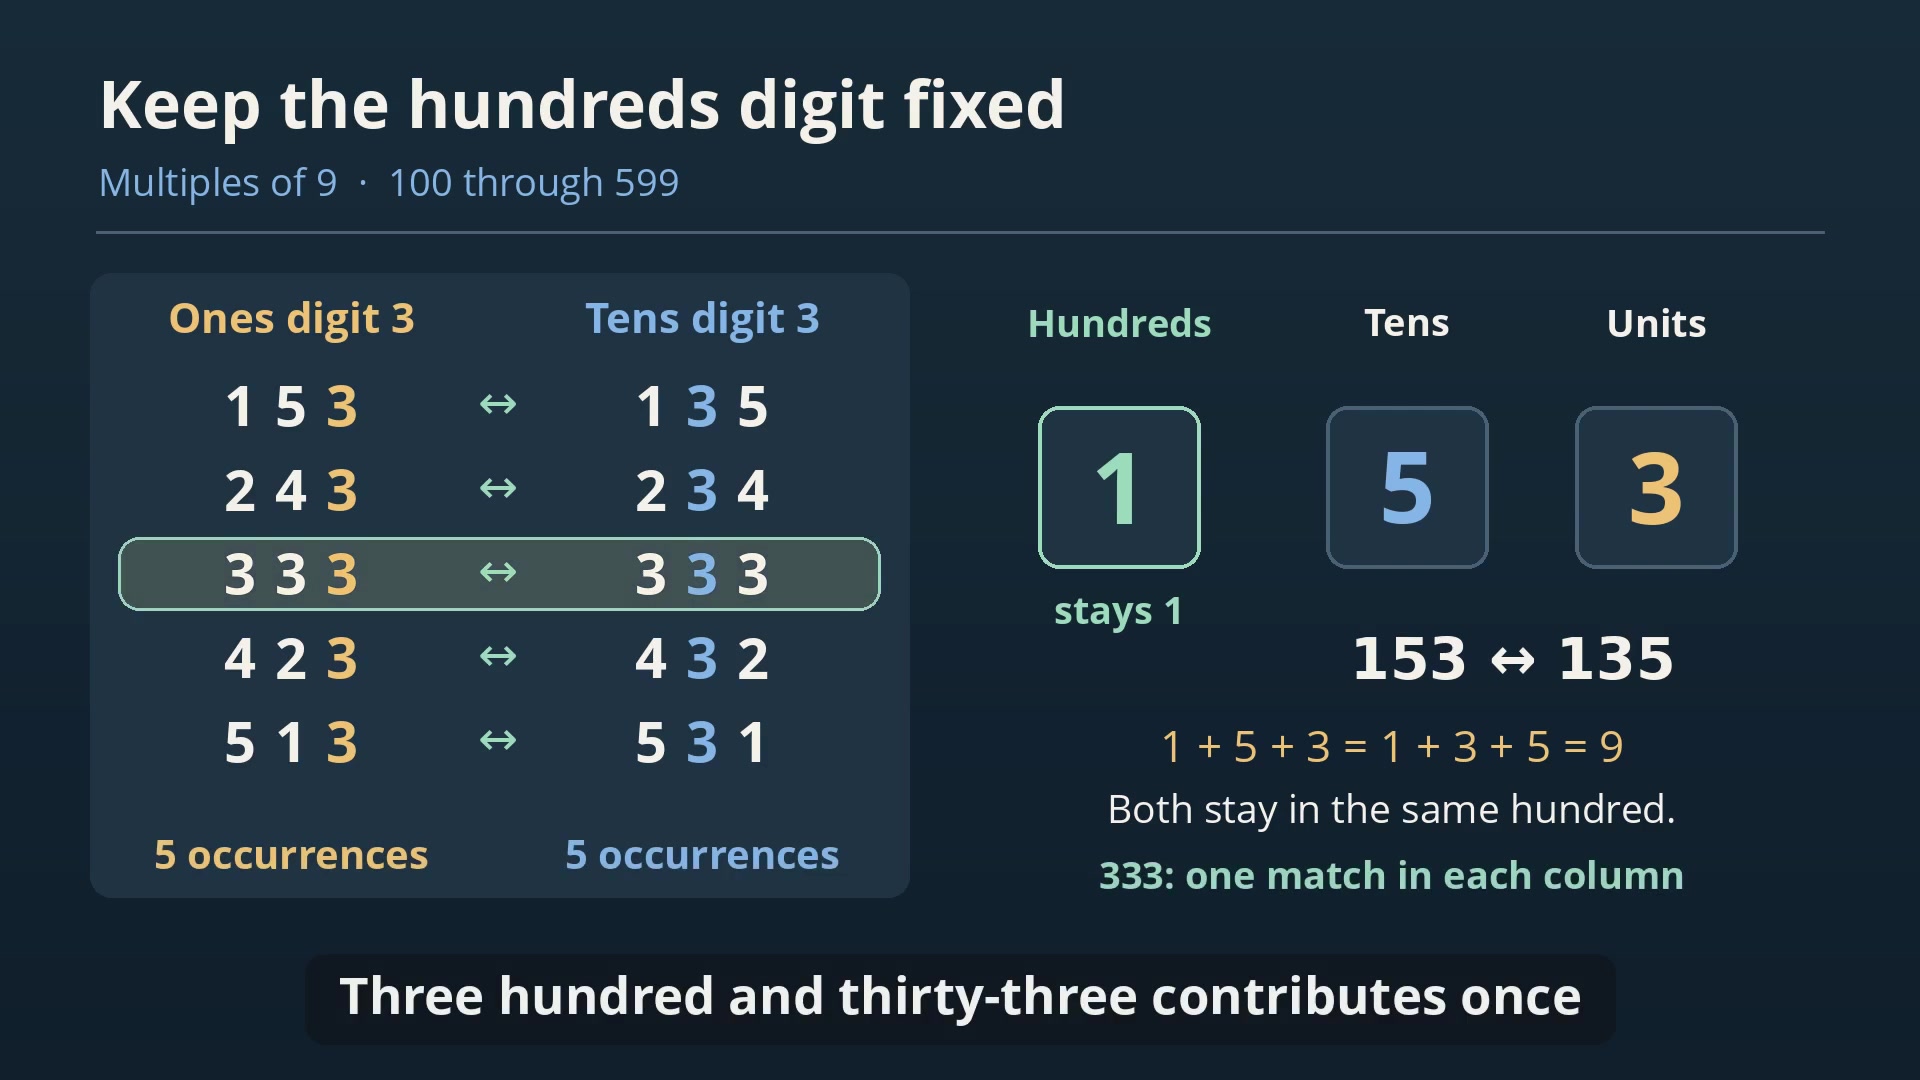 Keep the hundreds digit fixed
Multiples of 9 · 100 through 599
Ones digit 3 Tens digit 3
1 5 3 ↔ 1 3 5
2 4 3 ↔ 2 3 4
3 3 3 ↔ 3 3 3
4 2 3 ↔ 4 3 2
5 1 3 ↔ 5 3 1
5 occurrences 5 occurrences
Hundreds Tens Units
1 5 3
stays 1
153 ↔ 135
1 + 5 + 3 = 1 + 3 + 5 = 9
Both stay in the same hundred.
333: one match in each column
Three hundred and thirty-three contributes once